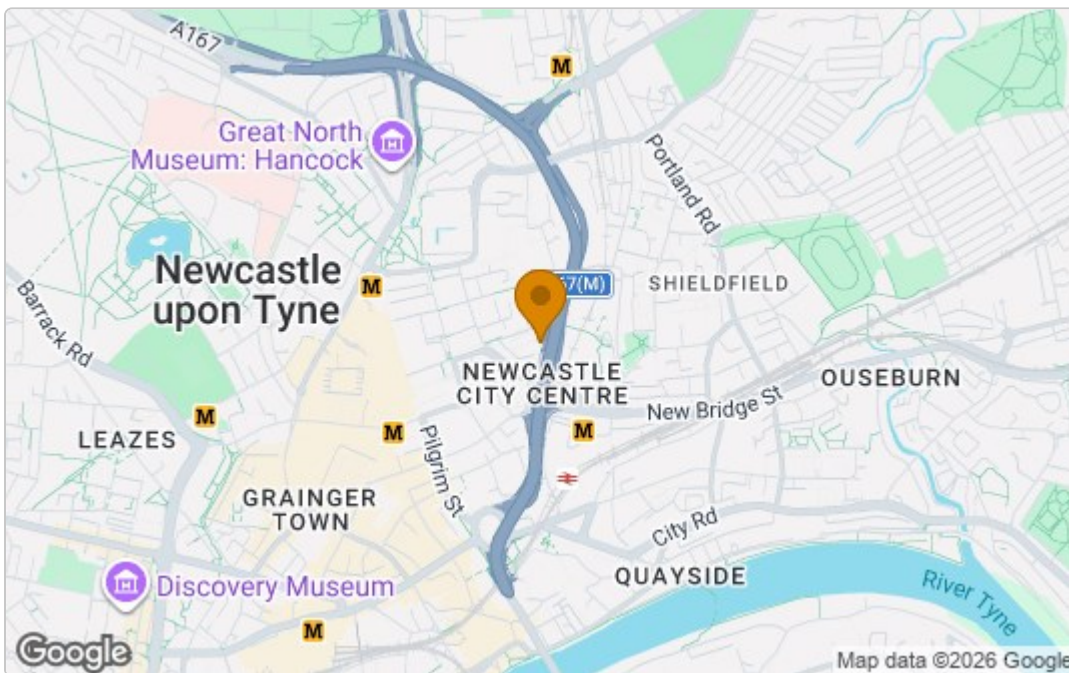 A167
M
Great North
Museum: Hancock
Portland Rd
Newcastle
upon Tyne
M
67(M)
SHIELDFIELD
Barrack Rd
NEWCASTLE
CITY CENTRE
OUSEBURN
New Bridge St
M
LEAZES
M
M
Pilgrim St
GRAINGER
TOWN
City Rd
QUAYSIDE
River Tyne
Discovery Museum
M
Google
Map data ©2026 Google